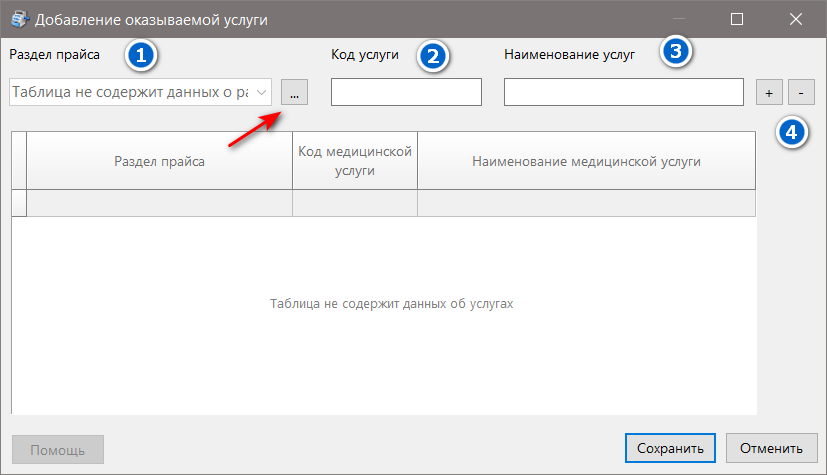 Добавление оказываемой услуги
Раздел прайса 1 Код услуги 2 Наименование услуг 3
Таблица не содержит данных о ра ... + -
4
Раздел прайса Код медицинской услуги Наименование медицинской услуги
Таблица не содержит данных об услугах
Помощь Сохранить Отменить